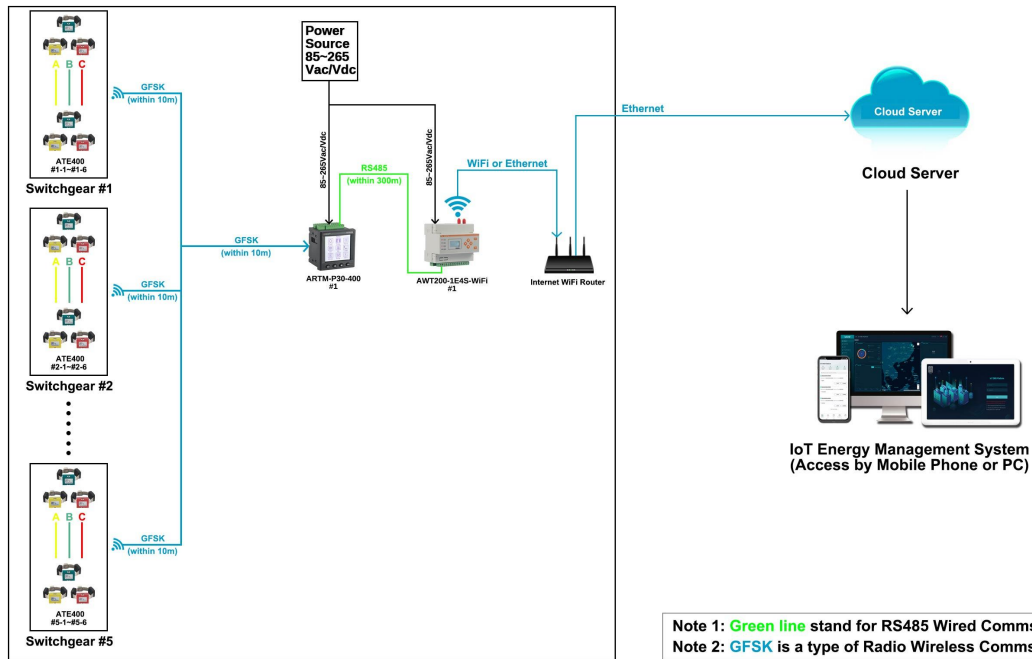 A B C
ATE400
#1-1~#1-6
Switchgear #1
GFSK
(within 10m)
A B C
ATE400
#2-1~#2-6
Switchgear #2
GFSK
(within 10m)
A B C
ATE400
#5-1~#5-6
Switchgear #5
GFSK
(within 10m)
GFSK
(within 10m)
Power
Source
85~265
Vac/Vdc
85~265Vac/Vdc
85~265Vac/Vdc
RS485
(within 300m)
ARTM-P30-400
#1
AWT200-1E4S-WiFi
#1
WiFi or Ethernet
Internet WiFi Router
Ethernet
Cloud Server
Cloud Server
IoT Energy Management System
(Access by Mobile Phone or PC)
Note 1: Green line stand for RS485 Wired Comms
Note 2: GFSK is a type of Radio Wireless Comms